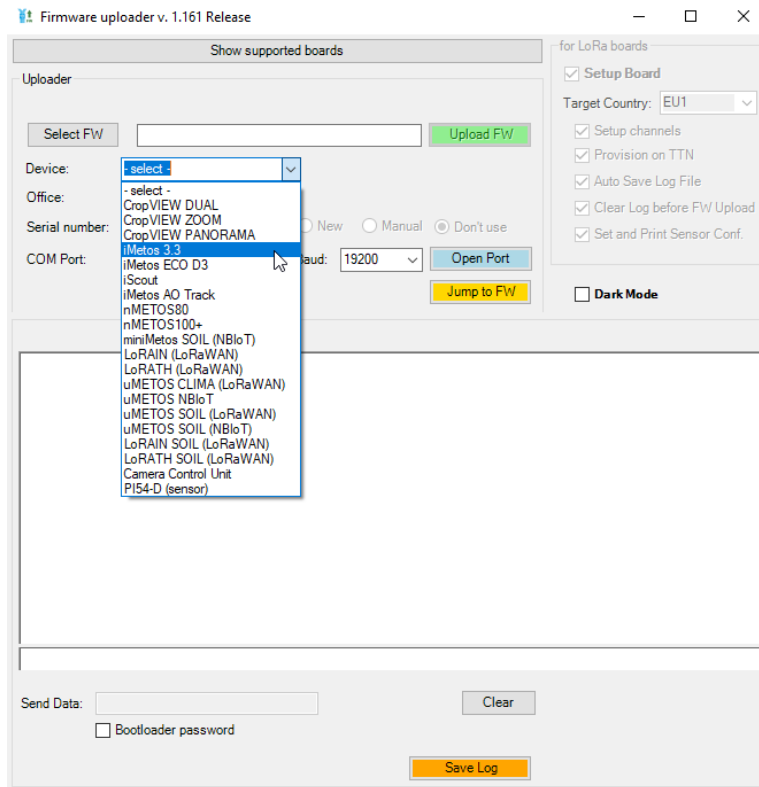 Firmware uploader v. 1.161 Release
Show supported boards
for LoRa boards
Setup Board
Target Country: EU1
Setup channels
Provision on TTN
Auto Save Log File
Clear Log before FW Upload
Set and Print Sensor Conf.
Dark Mode
Uploader
Select FW
Upload FW
Device: - select -
Office:
Serial number: New Manual Don't use
COM Port: 19200 Open Port
Jump to FW
- select -
CropVIEW DUAL
CropVIEW ZOOM
CropVIEW PANORAMA
iMetos 3.3
iMetos ECO D3
iScout
iMetos AO Track
nMETOS80
nMETOS100+
miniMetos SOIL (NBIoT)
LoRAIN (LoRaWAN)
LoRATH (LoRaWAN)
uMETOS CLIMA (LoRaWAN)
uMETOS NBIoT
uMETOS SOIL (LoRaWAN)
uMETOS SOIL (NBIoT)
LoRAIN SOIL (LoRaWAN)
LoRATH SOIL (LoRaWAN)
Camera Control Unit
PI54-D (sensor)
Send Data:
Clear
Bootloader password
Save Log